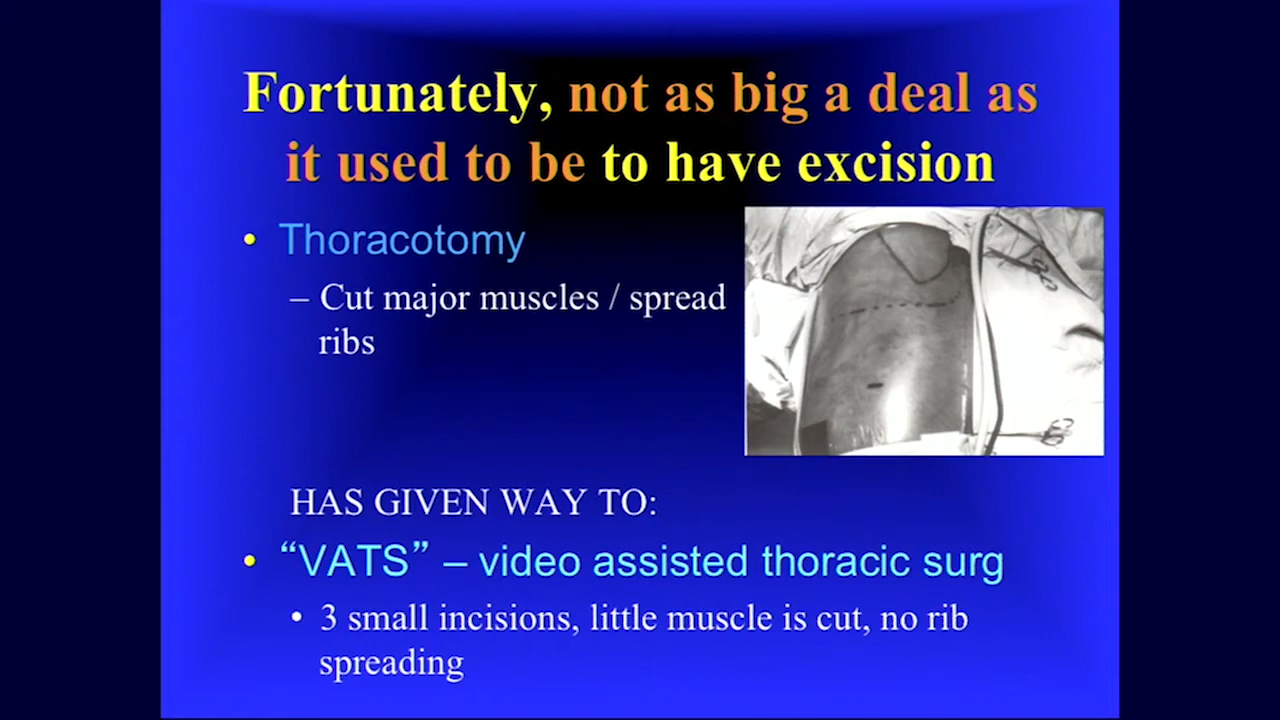 Fortunately, not as big a deal as
it used to be to have excision
• Thoracotomy
– Cut major muscles / spread
ribs
HAS GIVEN WAY TO:
• “VATS” – video assisted thoracic surg
• 3 small incisions, little muscle is cut, no rib
spreading